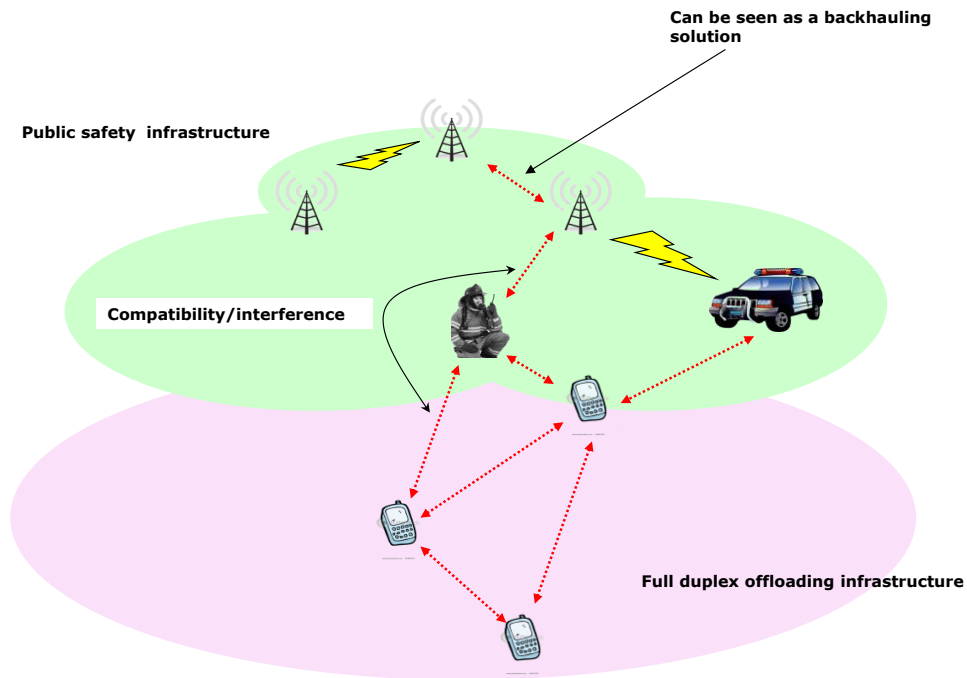 Can be seen as a backhauling
solution
Public safety infrastructure
Compatibility/interference
Full duplex offloading infrastructure